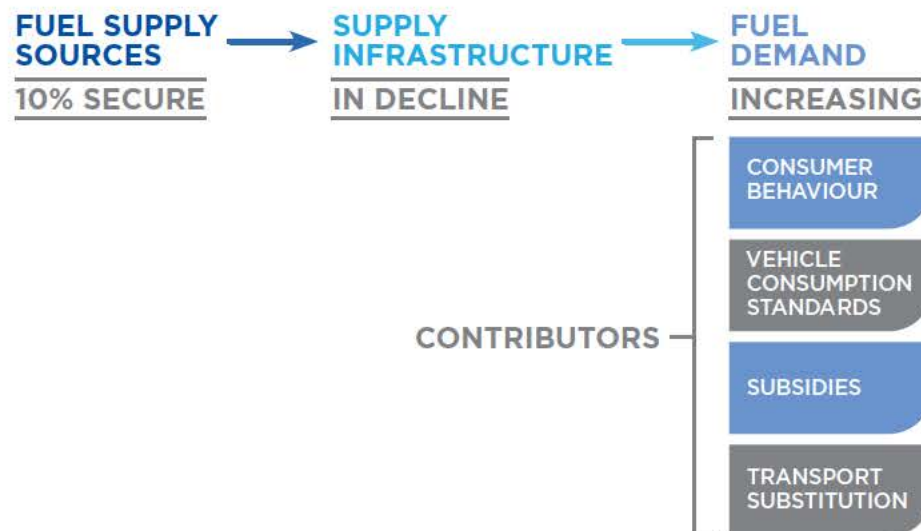 FUEL SUPPLY
SOURCES
10% SECURE
SUPPLY
INFRASTRUCTURE
IN DECLINE
FUEL
DEMAND
INCREASING
CONTRIBUTORS
CONSUMER
BEHAVIOUR
VEHICLE
CONSUMPTION
STANDARDS
SUBSIDIES
TRANSPORT
SUBSTITUTION